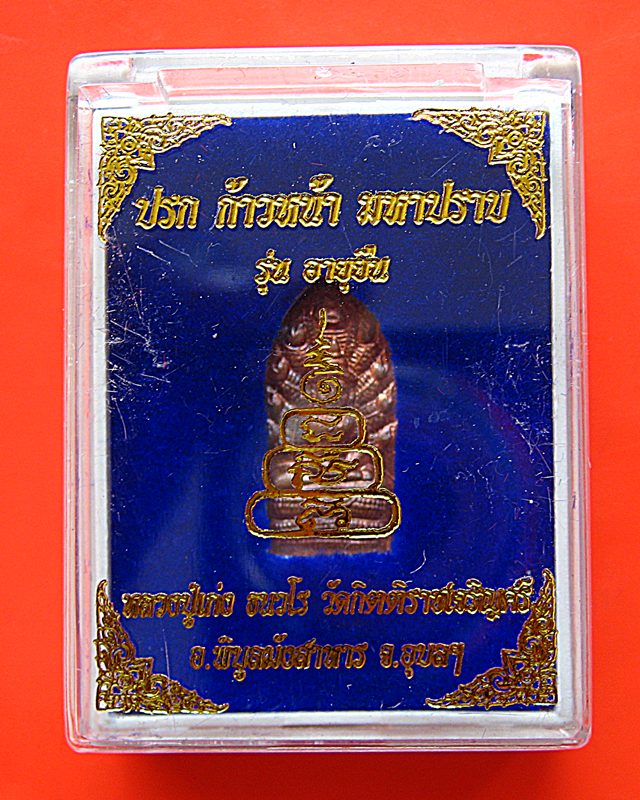 ปรก ก้าวหน้า มหาปราบ
รุ่น อายุยืน
หลวงปู่เก่ง ธนวโร วัดกิตติราชเจริญศรี
อ.พิบูลมังสาหาร จ.อุบลฯ